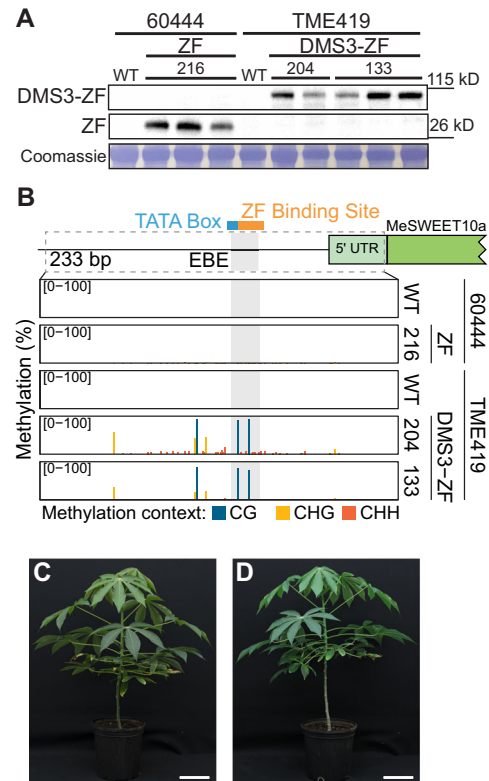 A
60444 TME419
ZF DMS3-ZF
WT 216 WT 204 133
DMS3-ZF 115 kD
ZF 26 kD
Coomassie
B
TATA Box ZF Binding Site
MeSWEET10a
5' UTR
233 bp EBE
Methylation (%)
[0-100] WT 60444
[0-100] 216 ZF
[0-100] WT TME419
[0-100] 204 DMS3-ZF
[0-100] 133
Methylation context: CG CHG CHH
C D